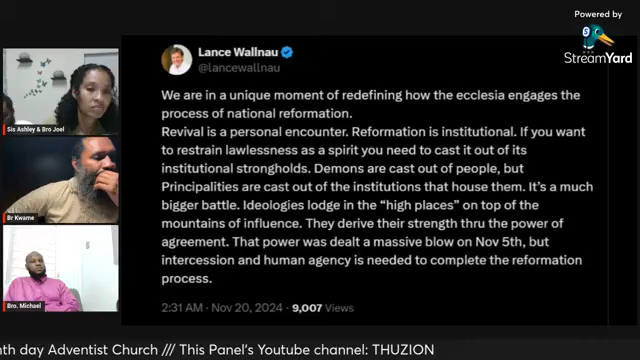 Powered by
StreamYard
Lance Wallnau
@lancewallnau
We are in a unique moment of redefining how the ecclesia engages the
process of national reformation.
Revival is a personal encounter. Reformation is institutional. If you want
to restrain lawlessness as a spirit you need to cast it out of its
institutional strongholds. Demons are cast out of people, but
Principalities are cast out of the institutions that house them. It's a much
bigger battle. Ideologies lodge in the "high places" on top of the
mountains of influence. They derive their strength thru the power of
agreement. That power was dealt a massive blow on Nov 5th, but
intercession and human agency is needed to complete the reformation
process.
2:31 AM · Nov 20, 2024 · 9,007 Views
Sis Ashley & Bro Joel
Br Kwame
Bro. Michael
nth day Adventist Church /// This Panel's Youtube channel: THUZION